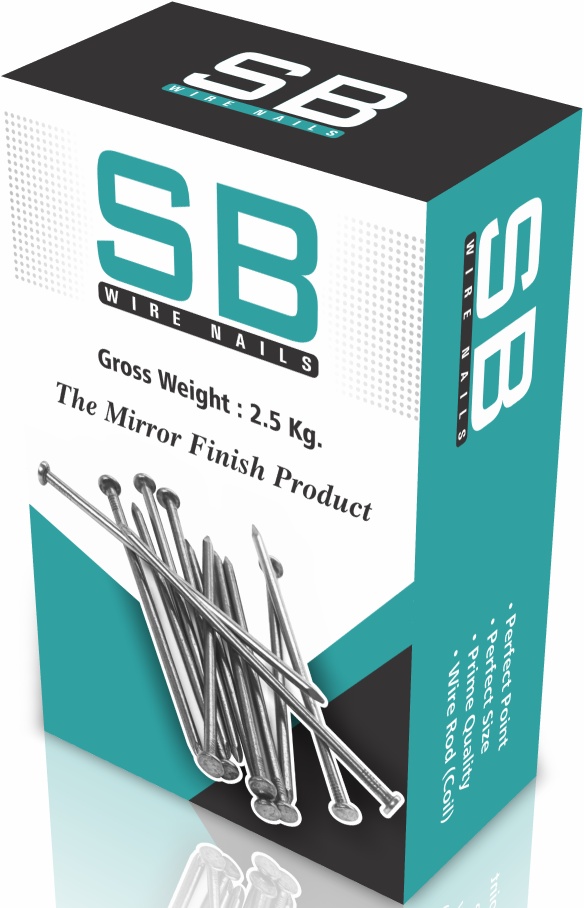 SB
WIRE NAILS
SB
WIRE NAILS
Gross Weight : 2.5 Kg.
The Mirror Finish Product
SB
WIRE NAILS
• Perfect Point
• Perfect Size
• Prime Quality
• Wire Rod (Coil)